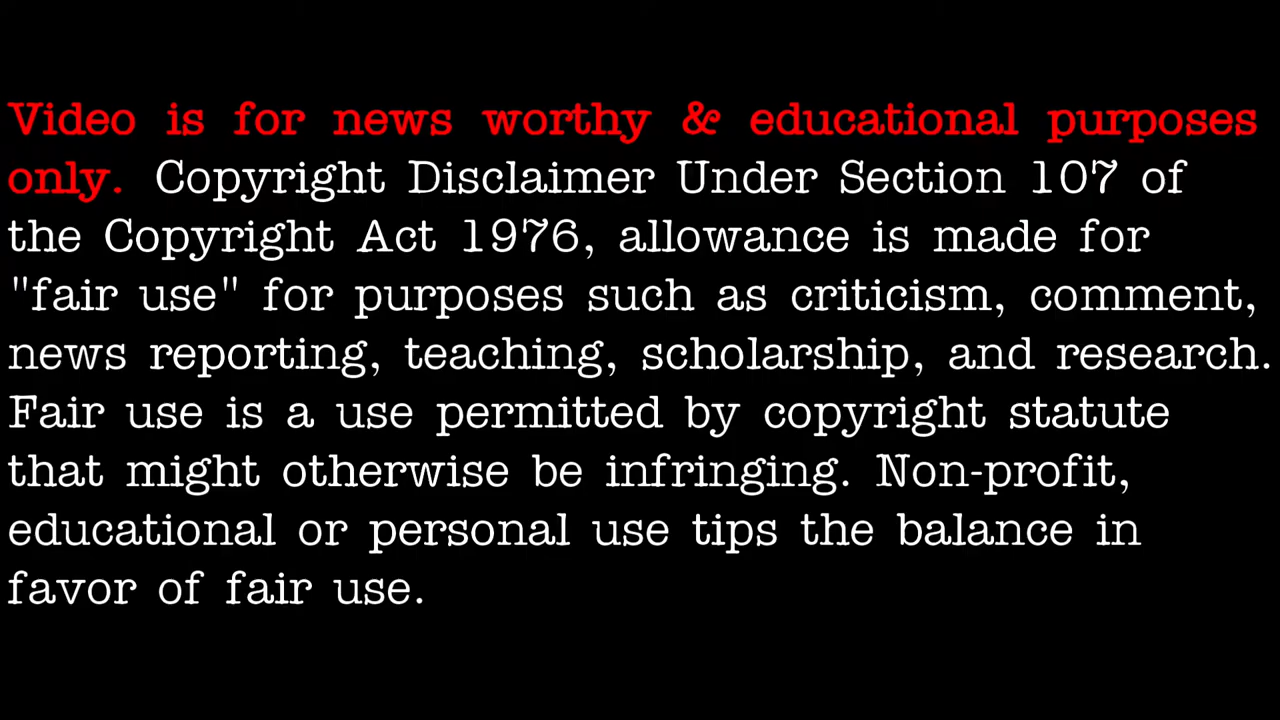 Video is for news worthy & educational purposes
only. Copyright Disclaimer Under Section 107 of
the Copyright Act 1976, allowance is made for
"fair use" for purposes such as criticism, comment,
news reporting, teaching, scholarship, and research.
Fair use is a use permitted by copyright statute
that might otherwise be infringing. Non-profit,
educational or personal use tips the balance in
favor of fair use.